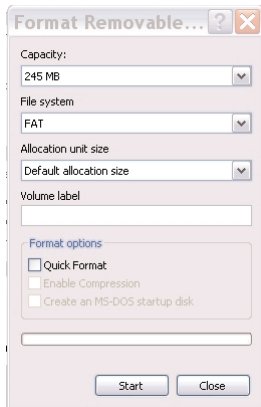 Format Removable...
Capacity:
245 MB
File system
FAT
Allocation unit size
Default allocation size
Volume label
Format options
Quick Format
Enable Compression
Create an MS-DOS startup disk
Start Close